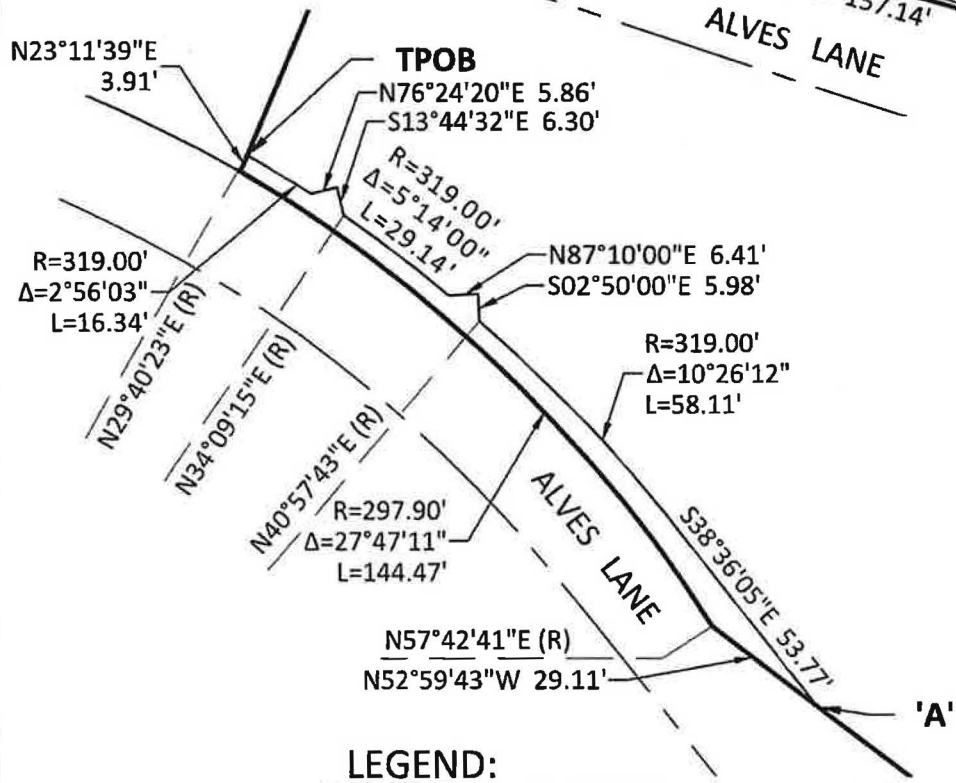 157.14'
ALVES LANE
N23°11'39"E
3.91'
TPOB
N76°24'20"E 5.86'
S13°44'32"E 6.30'
R=319.00'
Δ=5°14'00"
L=29.14'
N87°10'00"E 6.41'
S02°50'00"E 5.98'
R=319.00'
Δ=2°56'03"
L=16.34'
N29°40'23"E (R)
N34°09'15"E (R)
N40°57'43"E (R)
R=319.00'
Δ=10°26'12"
L=58.11'
R=297.90'
Δ=27°47'11"
L=144.47'
ALVES LANE
S38°36'05"E 53.77'
N57°42'41"E (R)
N52°59'43"W 29.11'
'A'
LEGEND: